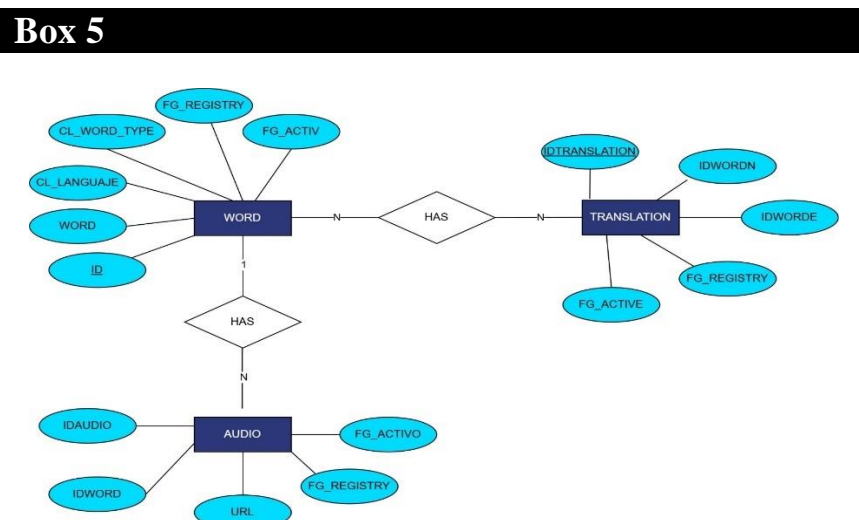 Box 5
FG_REGISTRY
CL_WORD_TYPE
FG_ACTIV
CL_LANGUAJE
WORD
ID
WORD
N
HAS
N
TRANSLATION
IDTRANSLATION
IDWORDN
IDWORDE
FG_REGISTRY
FG_ACTIVE
1
HAS
N
AUDIO
IDAUDIO
IDWORD
URL
FG_REGISTRY
FG_ACTIVO